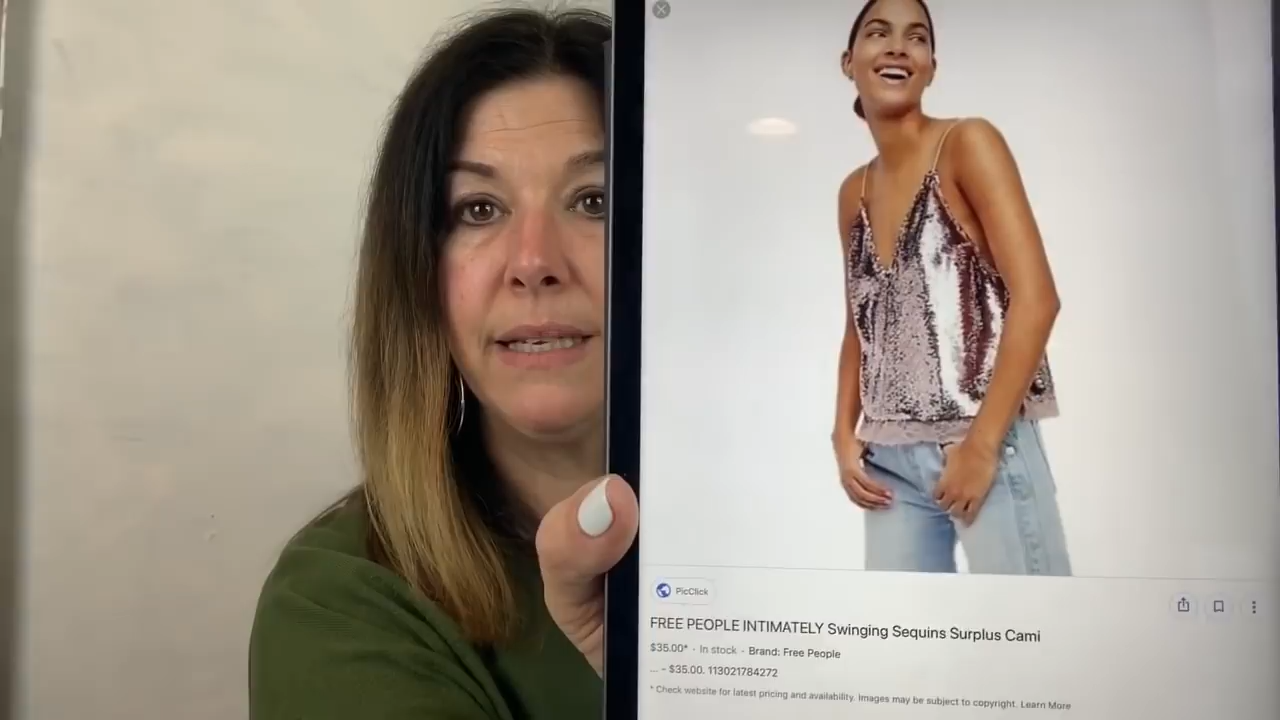 PicClick
FREE PEOPLE INTIMATELY Swinging Sequins Surplus Cami
$35.00* · In stock · Brand: Free People
... - $35.00. 113021784272
* Check website for latest pricing and availability. Images may be subject to copyright. Learn More